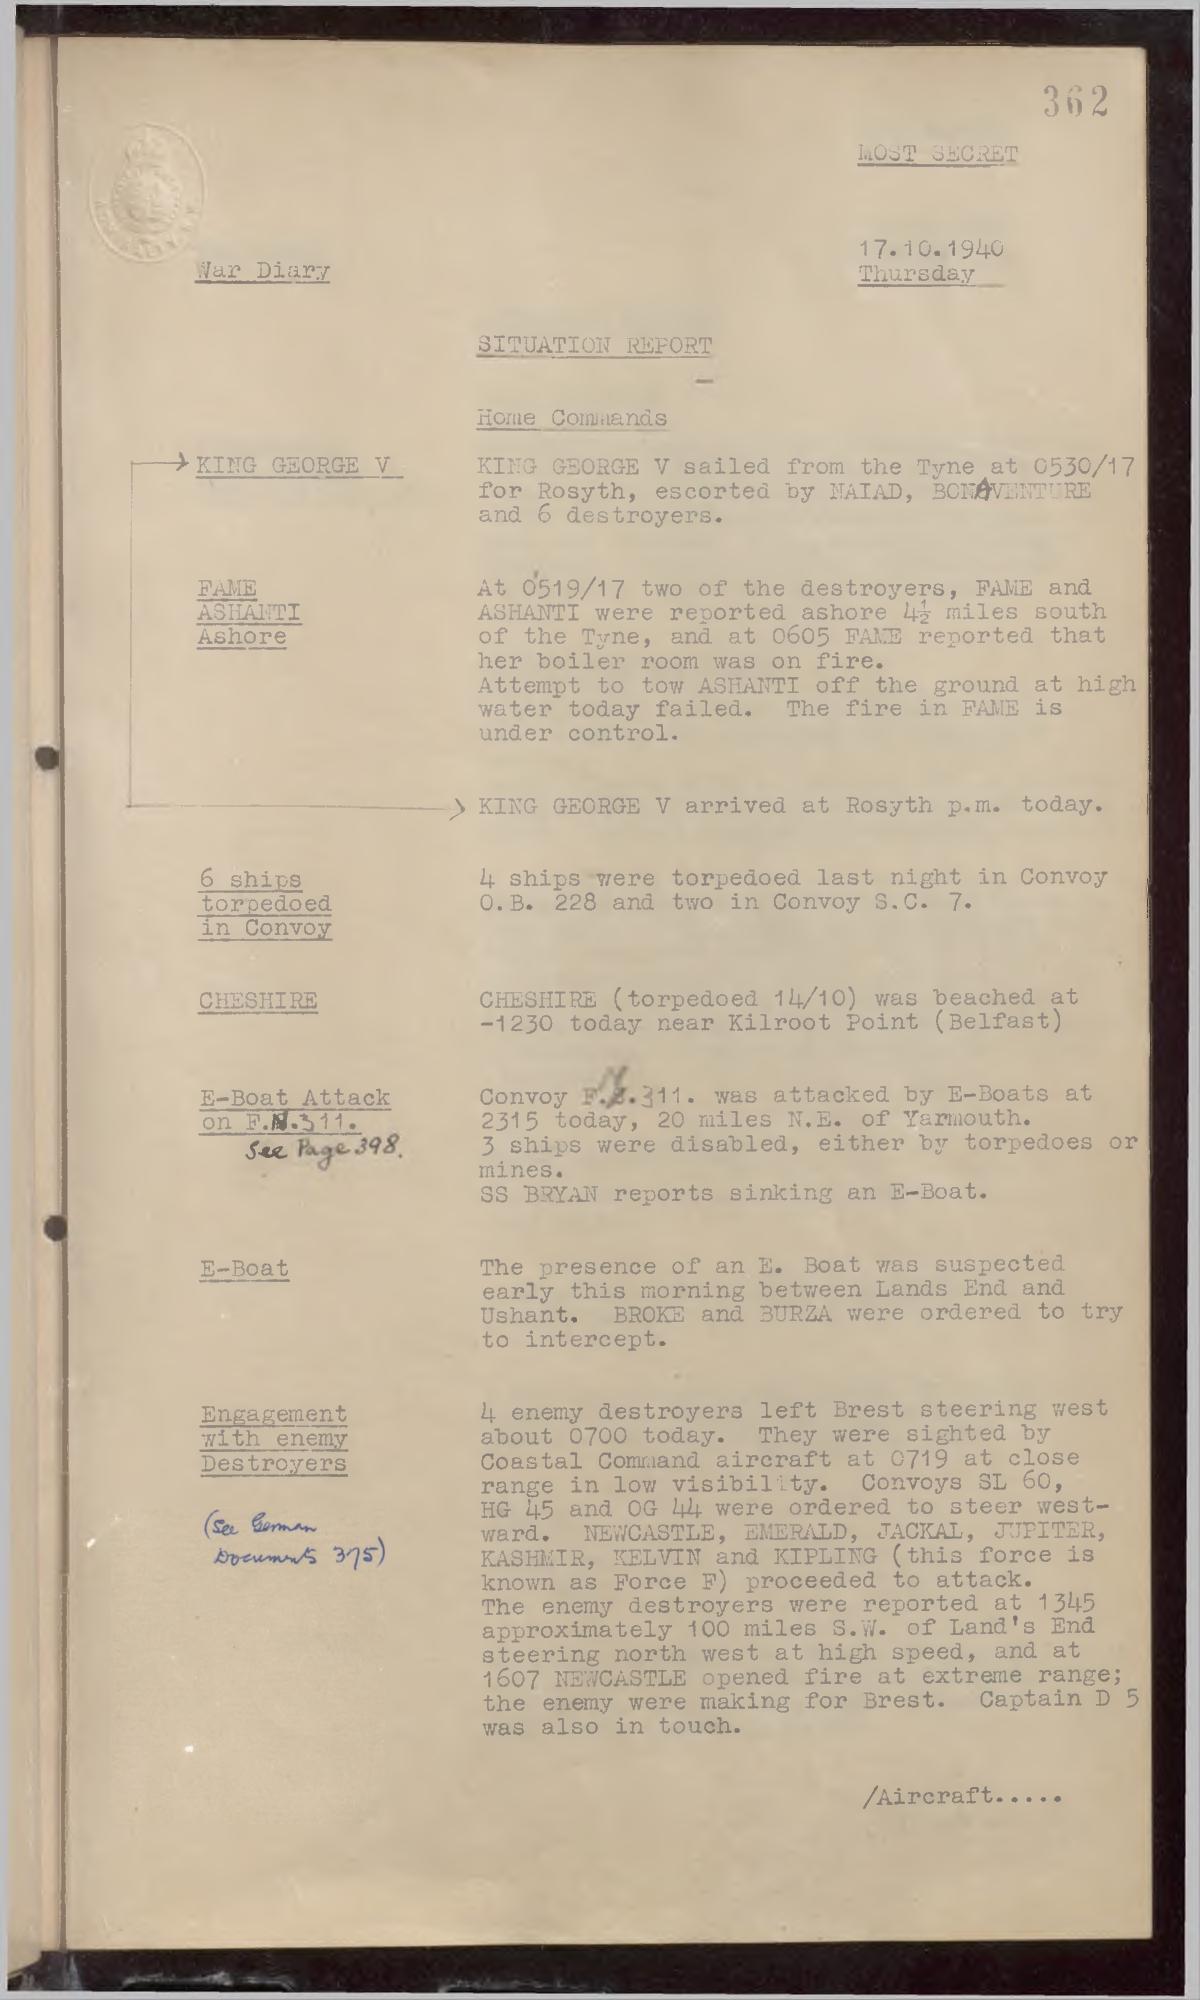 362
MOST SECRET
17.10.1940
War Diary
Thursday
SITUATION REPORT
Home Commands
KING GEORGE V
KING GEORGE V sailed from the Tyne at 0530/17
for Rosyth, escorted by NAIAD, BONAVENTURE
and 6 destroyers.
FAME
ASHANTI
Ashore
At 0519/17 two of the destroyers, FAME and
ASHANTI were reported ashore 4½ miles south
of the Tyne, and at 0605 FAME reported that
her boiler room was on fire.
Attempt to tow ASHANTI off the ground at high
water today failed. The fire in FAME is
under control.
KING GEORGE V arrived at Rosyth p.m. today.
6 ships
torpedoed
in Convoy
4 ships were torpedoed last night in Convoy
O.B. 228 and two in Convoy S.C. 7.
CHESHIRE
CHESHIRE (torpedoed 14/10) was beached at
-1230 today near Kilroot Point (Belfast)
E-Boat Attack
on F.N.311.
See Page 398.
Convoy F.N.311. was attacked by E-Boats at
2315 today, 20 miles N.E. of Yarmouth.
3 ships were disabled, either by torpedoes or
mines.
SS BRYAN reports sinking an E-Boat.
E-Boat
The presence of an E. Boat was suspected
early this morning between Lands End and
Ushant. BROKE and BURZA were ordered to try
to intercept.
Engagement
with enemy
Destroyers
(See German
Documents 375)
4 enemy destroyers left Brest steering west
about 0700 today. They were sighted by
Coastal Command aircraft at 0719 at close
range in low visibility. Convoys SL 60,
HG 45 and OG 44 were ordered to steer west-
ward. NEWCASTLE, EMERALD, JACKAL, JUPITER,
KASHMIR, KELVIN and KIPLING (this force is
known as Force F) proceeded to attack.
The enemy destroyers were reported at 1345
approximately 100 miles S.W. of Land's End
steering north west at high speed, and at
1607 NEWCASTLE opened fire at extreme range;
the enemy were making for Brest. Captain D 5
was also in touch.
/Aircraft.....